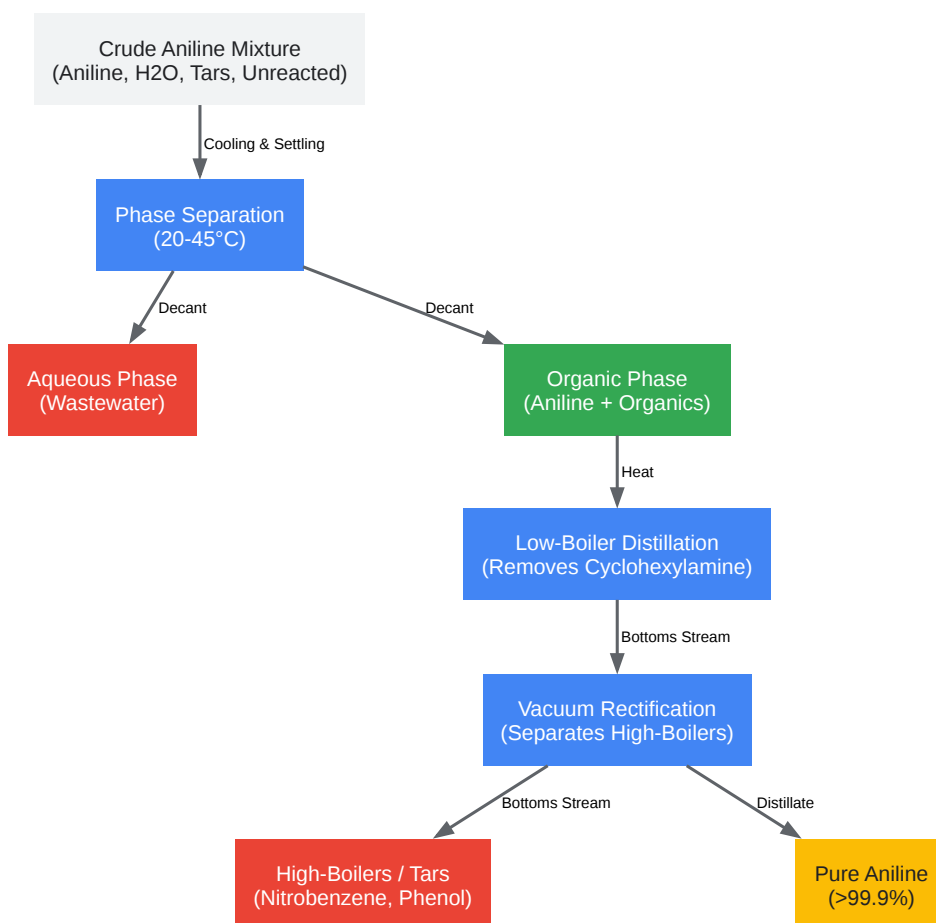 Crude Aniline Mixture
(Aniline, H2O, Tars, Unreacted)
Cooling & Settling
Phase Separation
(20-45°C)
Decant
Decant
Aqueous Phase
(Wastewater)
Organic Phase
(Aniline + Organics)
Heat
Low-Boiler Distillation
(Removes Cyclohexylamine)
Bottoms Stream
Vacuum Rectification
(Separates High-Boilers)
Bottoms Stream
Distillate
High-Boilers / Tars
(Nitrobenzene, Phenol)
Pure Aniline
(>99.9%)